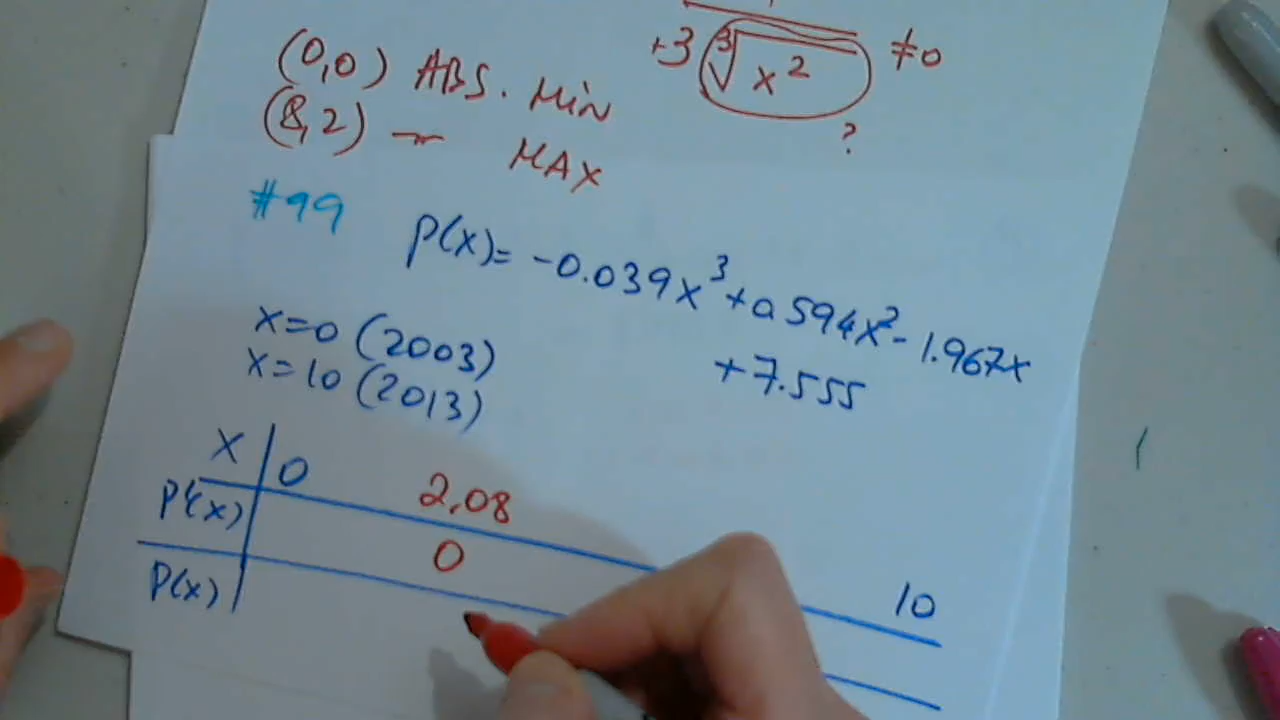 (0,0) ABS. MIN
(8,2) — MAX
+3 ∛x² ≠0
?
#99
P(x)= -0.039x³+0.594x²-1.967x
+7.555
x=0 (2003)
x=10 (2013)
x 0 2,08 10
P'(x) 0
P(x)